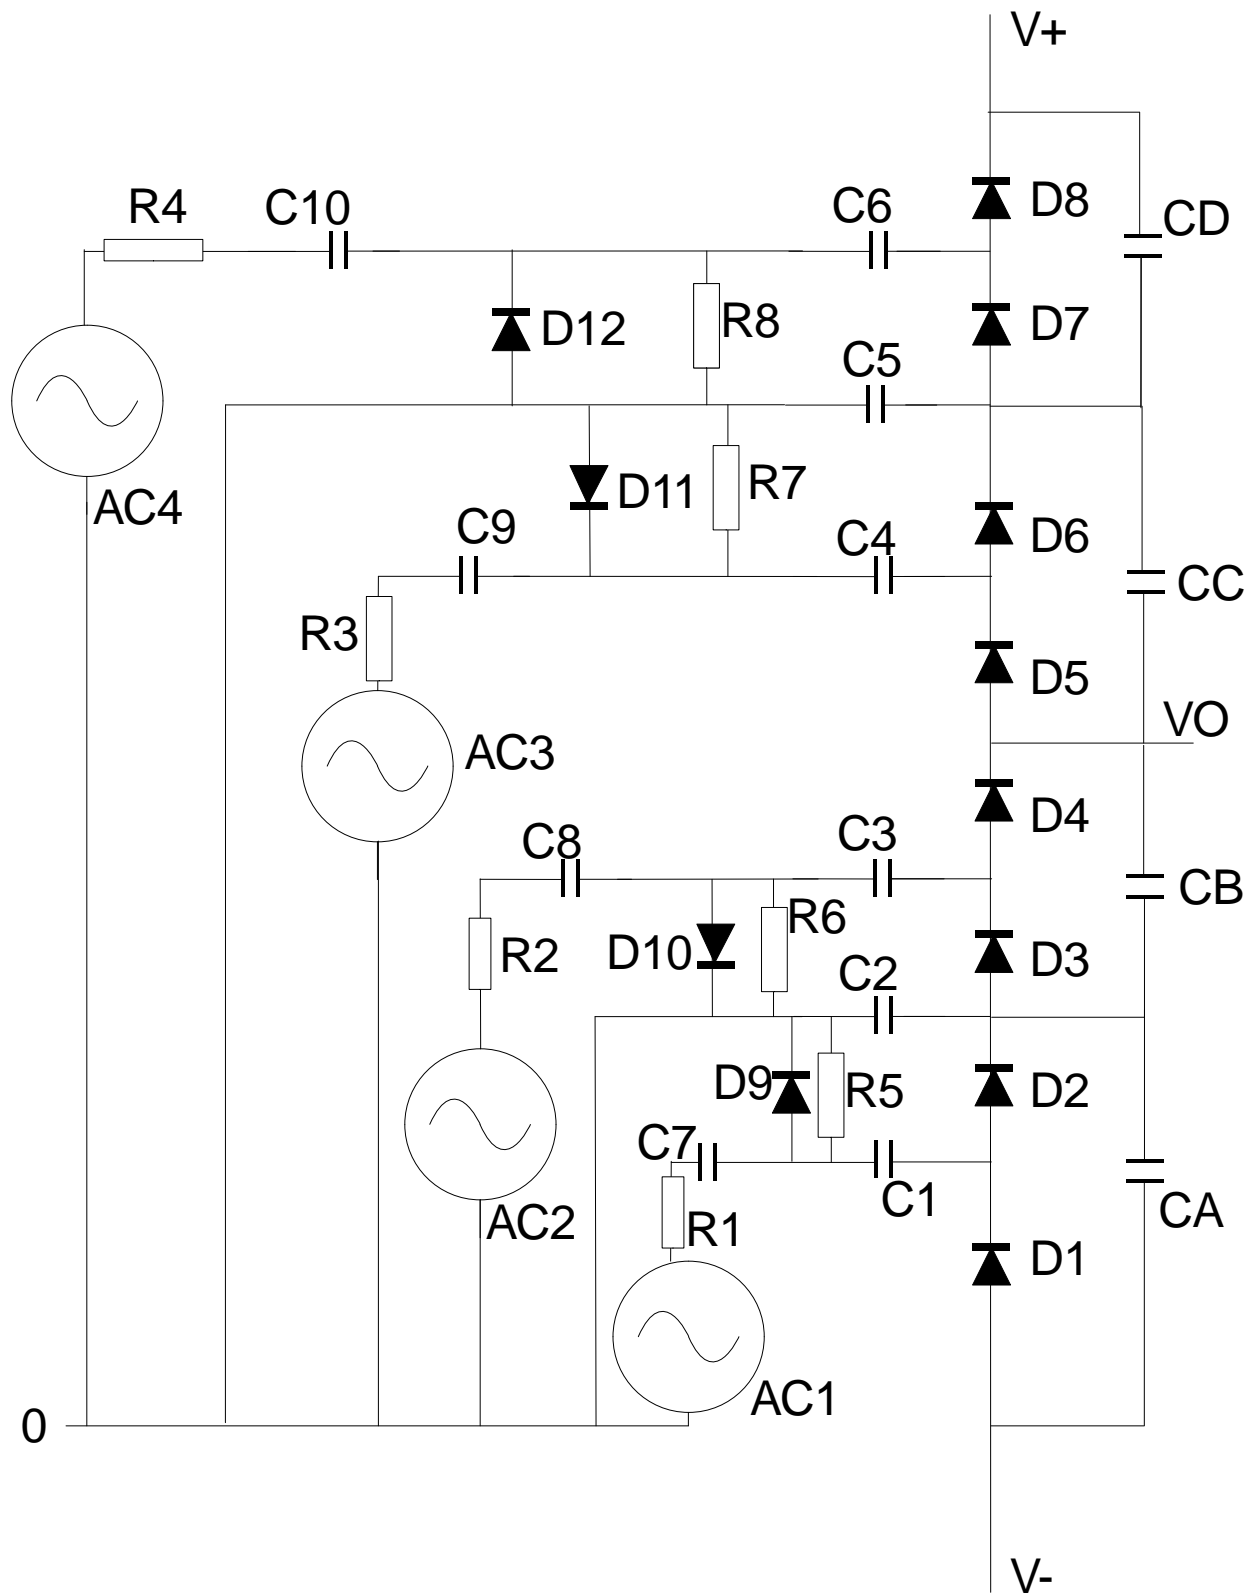 V+
R4
C10
C6
D8
CD
D12
R8
D7
C5
AC4
D11
R7
C9
C4
D6
CC
R3
D5
VO
AC3
C8
C3
D4
CB
R6
R2
D10
D3
C2
D9
R5
D2
C7
R1
C1
CA
AC2
D1
AC1
0
V-